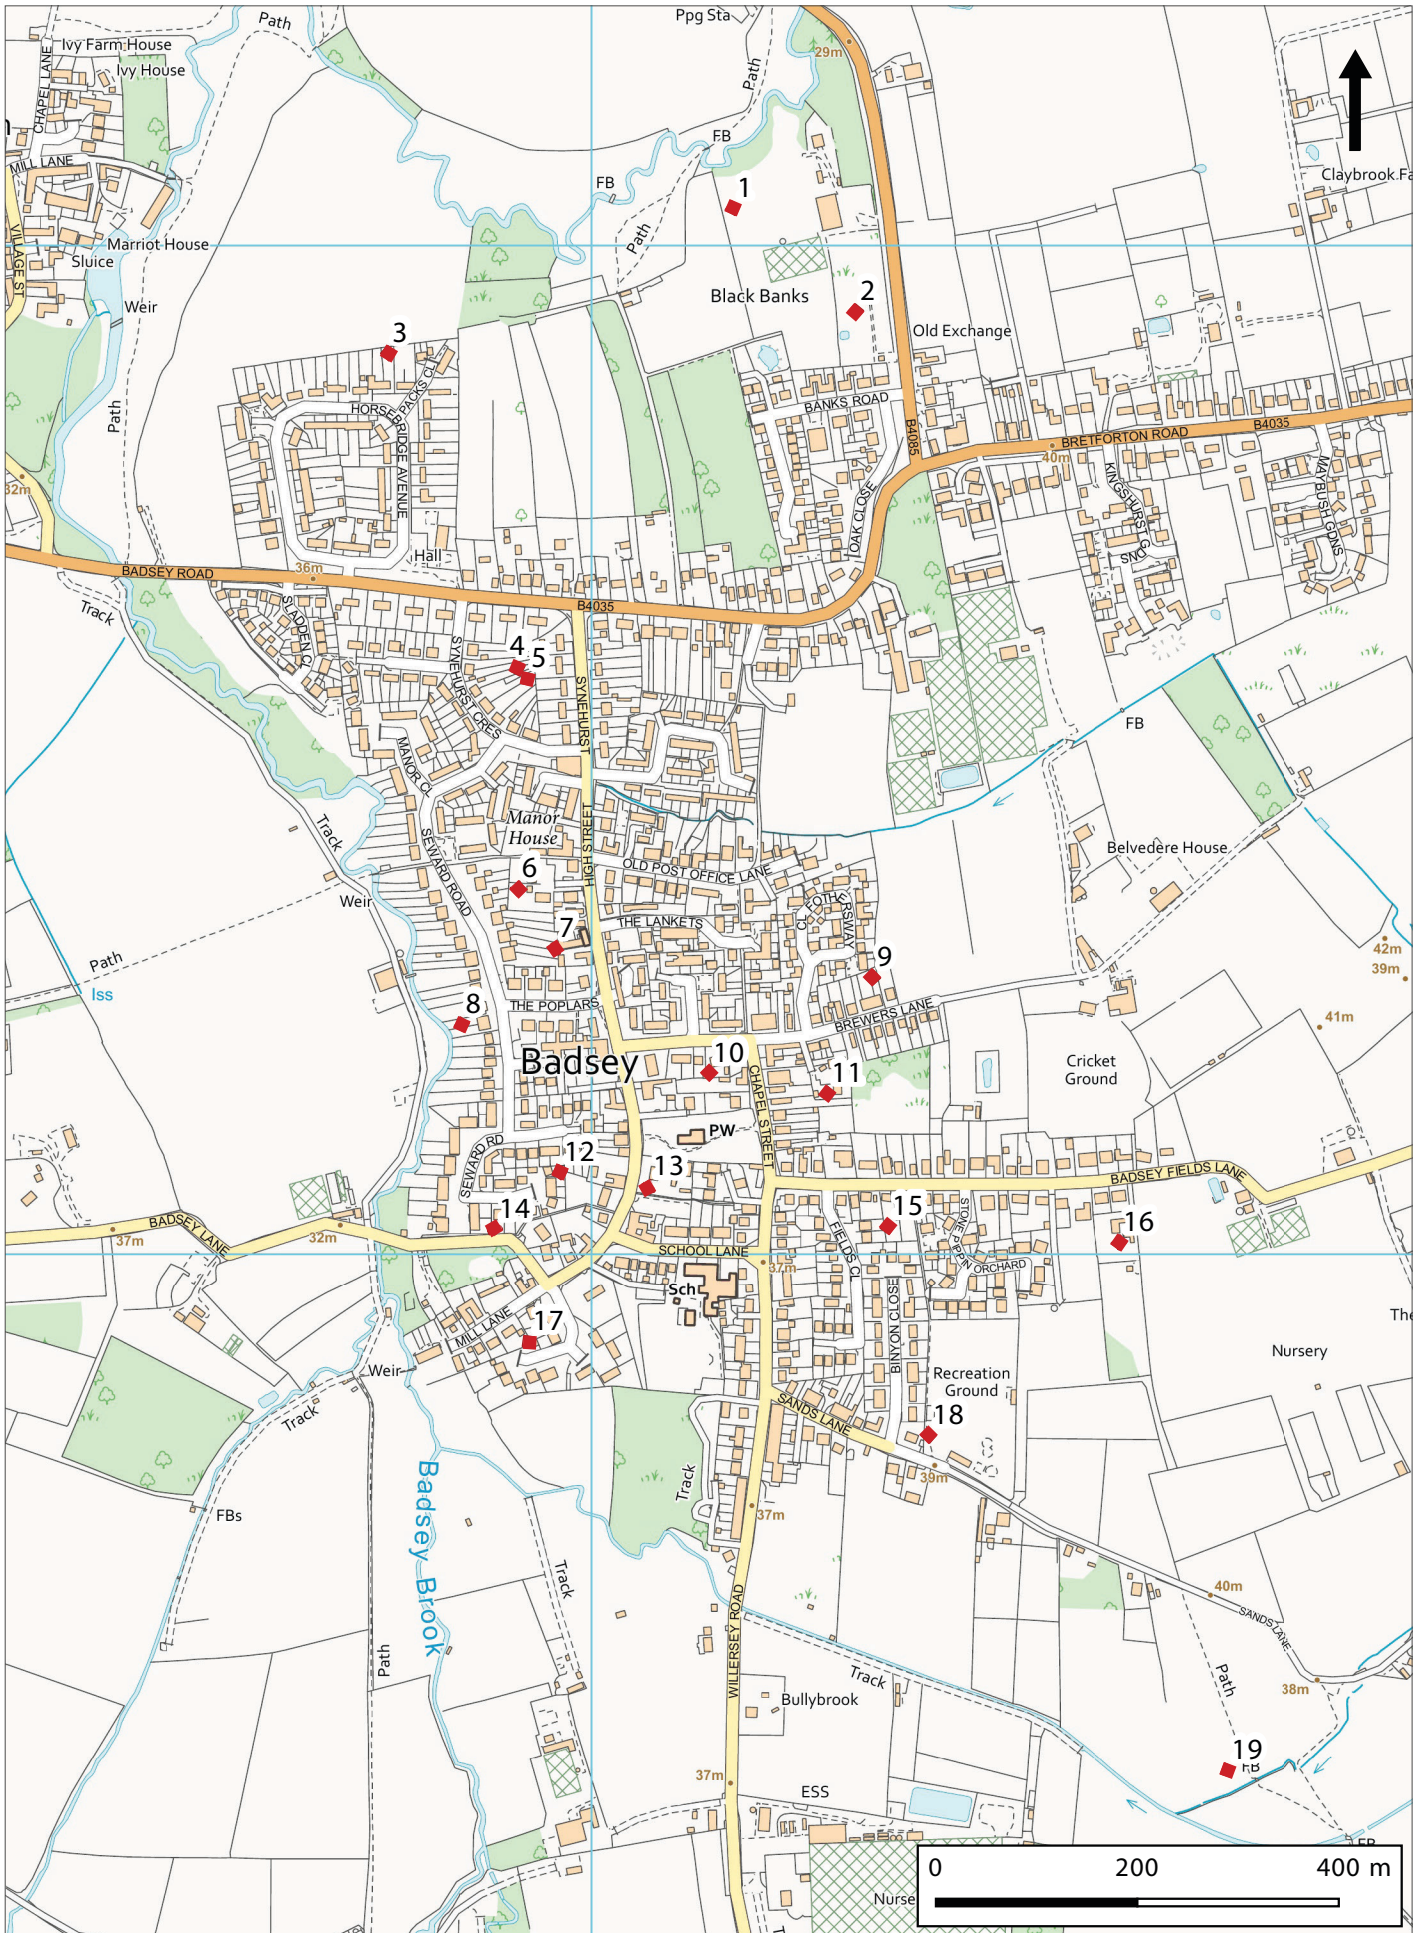 Path
Ppg Sta
29m
Ivy Farm House
Ivy House
CHAPEL LANE
Path
FB
MILL LANE
FB
1
Claybrook Fa
VILLAGE ST
Marriot House
Sluice
Path
Weir
Black Banks
2
Old Exchange
3
PACKS CL
HORSEBRIDGE AVENUE
BANKS ROAD
Path
B4085
BRETFORTON ROAD
B4035
40m
32m
KINGSHURST GDNS
MAYBUSH GDNS
OAK CLOSE
Hall
BADSEY ROAD
36m
B4035
Track
SLADDEN CL
4
5
SYNEHURST CRES
SYNEHURST
FB
MANOR CL
Manor
House
HIGH STREET
Track
SEWARD ROAD
OLD POST OFFICE LANE
Belvedere House
6
Weir
THE LANKETS
CL
FOTHERSWAY
7
42m
Path
9
39m
Iss
8
THE POPLARS
BREWERS LANE
41m
Badsey
10
11
Cricket
Ground
CHAPEL STREET
PW
SEWARD RD
12
13
BADSEY FIELDS LANE
14
15
16
BADSEY LANE
37m
32m
FIELDS CL
STONE PIPPIN
ORCHARD
SCHOOL LANE
37m
Sch
BINYON CLOSE
The
MILL LANE
17
Nursery
Weir
Recreation
Ground
Track
SANDS LANE
18
39m
Track
37m
FBs
Badsey Brook
Track
40m
SANDS LANE
WILLERSEY ROAD
Path
Track
Path
38m
Bullybrook
19
FB
37m
ESS
FB
0
200
400 m
Nurse